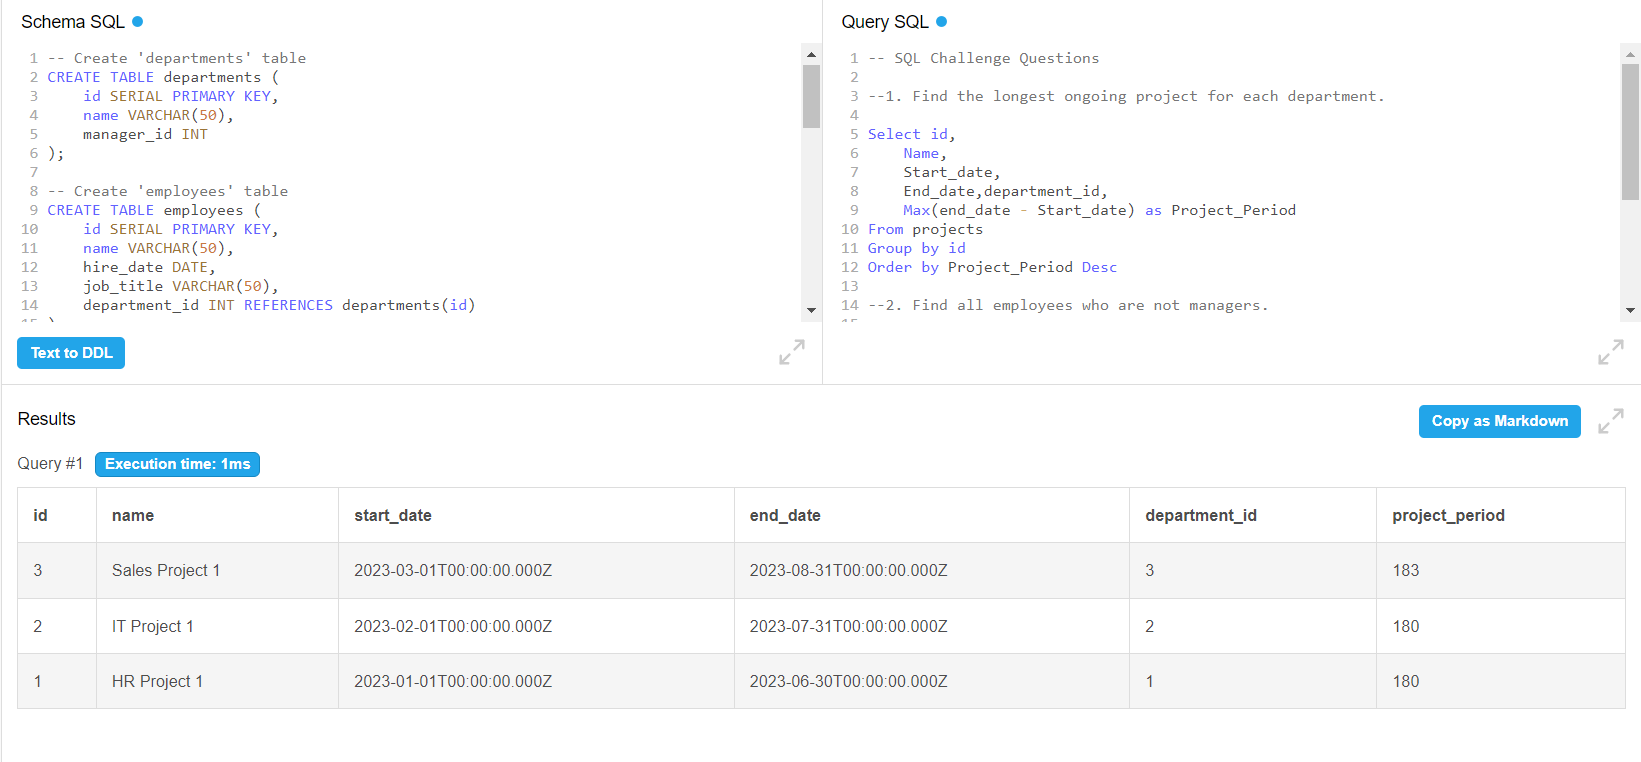 Schema SQL
1 -- Create 'departments' table
2 CREATE TABLE departments (
3     id SERIAL PRIMARY KEY,
4     name VARCHAR(50),
5     manager_id INT
6 );
7
8 -- Create 'employees' table
9 CREATE TABLE employees (
10     id SERIAL PRIMARY KEY,
11     name VARCHAR(50),
12     hire_date DATE,
13     job_title VARCHAR(50),
14     department_id INT REFERENCES departments(id)
Text to DDL
Query SQL
1 -- SQL Challenge Questions
2
3 --1. Find the longest ongoing project for each department.
4
5 Select id,
6     Name,
7     Start_date,
8     End_date,department_id,
9     Max(end_date - Start_date) as Project_Period
10 From projects
11 Group by id
12 Order by Project_Period Desc
13
14 --2. Find all employees who are not managers.
Results
Copy as Markdown
Query #1 Execution time: 1ms
id name start_date end_date department_id project_period
3 Sales Project 1 2023-03-01T00:00:00.000Z 2023-08-31T00:00:00.000Z 3 183
2 IT Project 1 2023-02-01T00:00:00.000Z 2023-07-31T00:00:00.000Z 2 180
1 HR Project 1 2023-01-01T00:00:00.000Z 2023-06-30T00:00:00.000Z 1 180